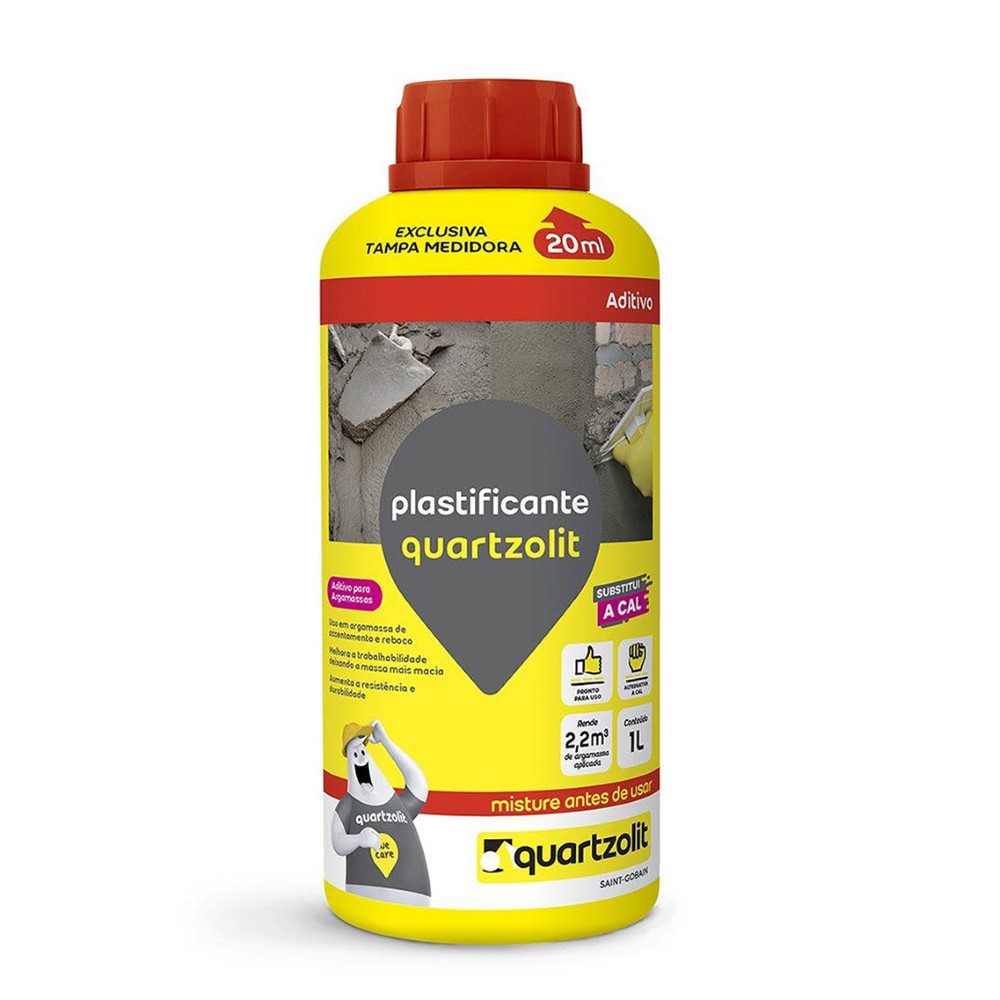 EXCLUSIVA
TAMPA MEDIDORA
20ml
Aditivo
plastificante
quartzolit
Aditivo para
Argamassas
Uso em argamassa de
assentamento e reboco
Melhora a trabalhabilidade
deixando a massa mais macia
Aumenta a resistência e
durabilidade
SUBSTITUI
A CAL
PRONTO
PARA USO
ALTERNATIVA
A CAL
Rende
2,2m³
de argamassa
aplicada
Conteúdo
1L
misture antes de usar
quartzolit
we
care
quartzolit
SAINT-GOBAIN